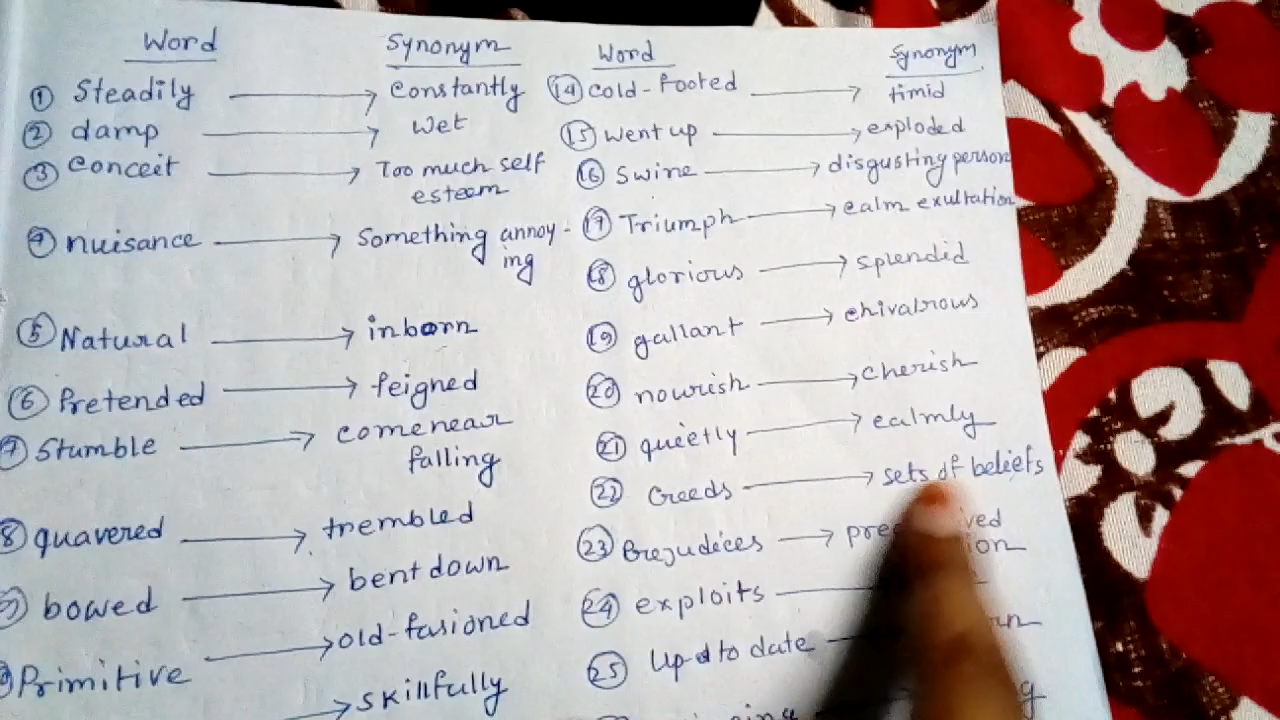 Word Synonym
① Steadily → constantly
② damp → wet
③ conceit → Too much self
esteem
④ nuisance → something annoy-
ing
⑤ Natural → inborn
⑥ Pretended → feigned
⑦ Stumble → come near
falling
⑧ quavered → trembled
⑨ bowed → bent down
Primitive → old-fasioned
→ skillfully
Word Synonym
⑭ cold-footed → timid
⑮ went up → exploded
⑯ Swine → disgusting person
⑰ Triumph → calm exultation
⑱ glorious → splendid
⑲ gallant → chivalrous
⑳ nourish → cherish
㉑ quietly → calmly
㉒ Creeds → sets of beliefs
㉓ Prejudices →
㉔ exploits
㉕ Up to date